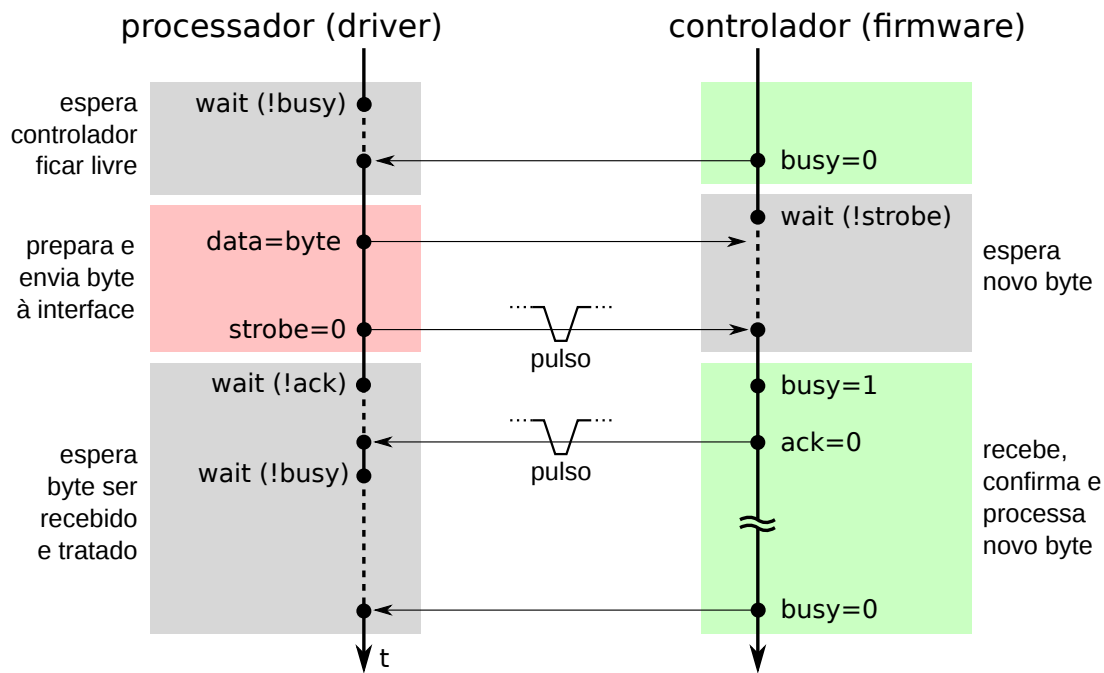 processador (driver)
controlador (firmware)
espera
controlador
ficar livre
wait (!busy)
busy=0
wait (!strobe)
prepara e
envia byte
à interface
data=byte
espera
novo byte
strobe=0
pulso
wait (!ack)
busy=1
ack=0
pulso
espera
byte ser
recebido
e tratado
wait (!busy)
recebe,
confirma e
processa
novo byte
busy=0
t